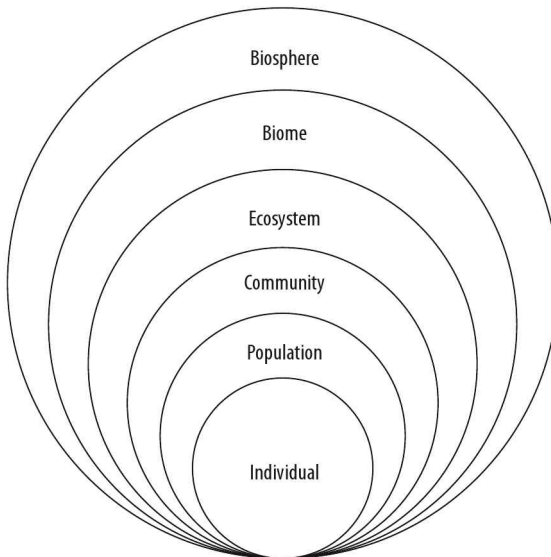 Biosphere
Biome
Ecosystem
Community
Population
Individual